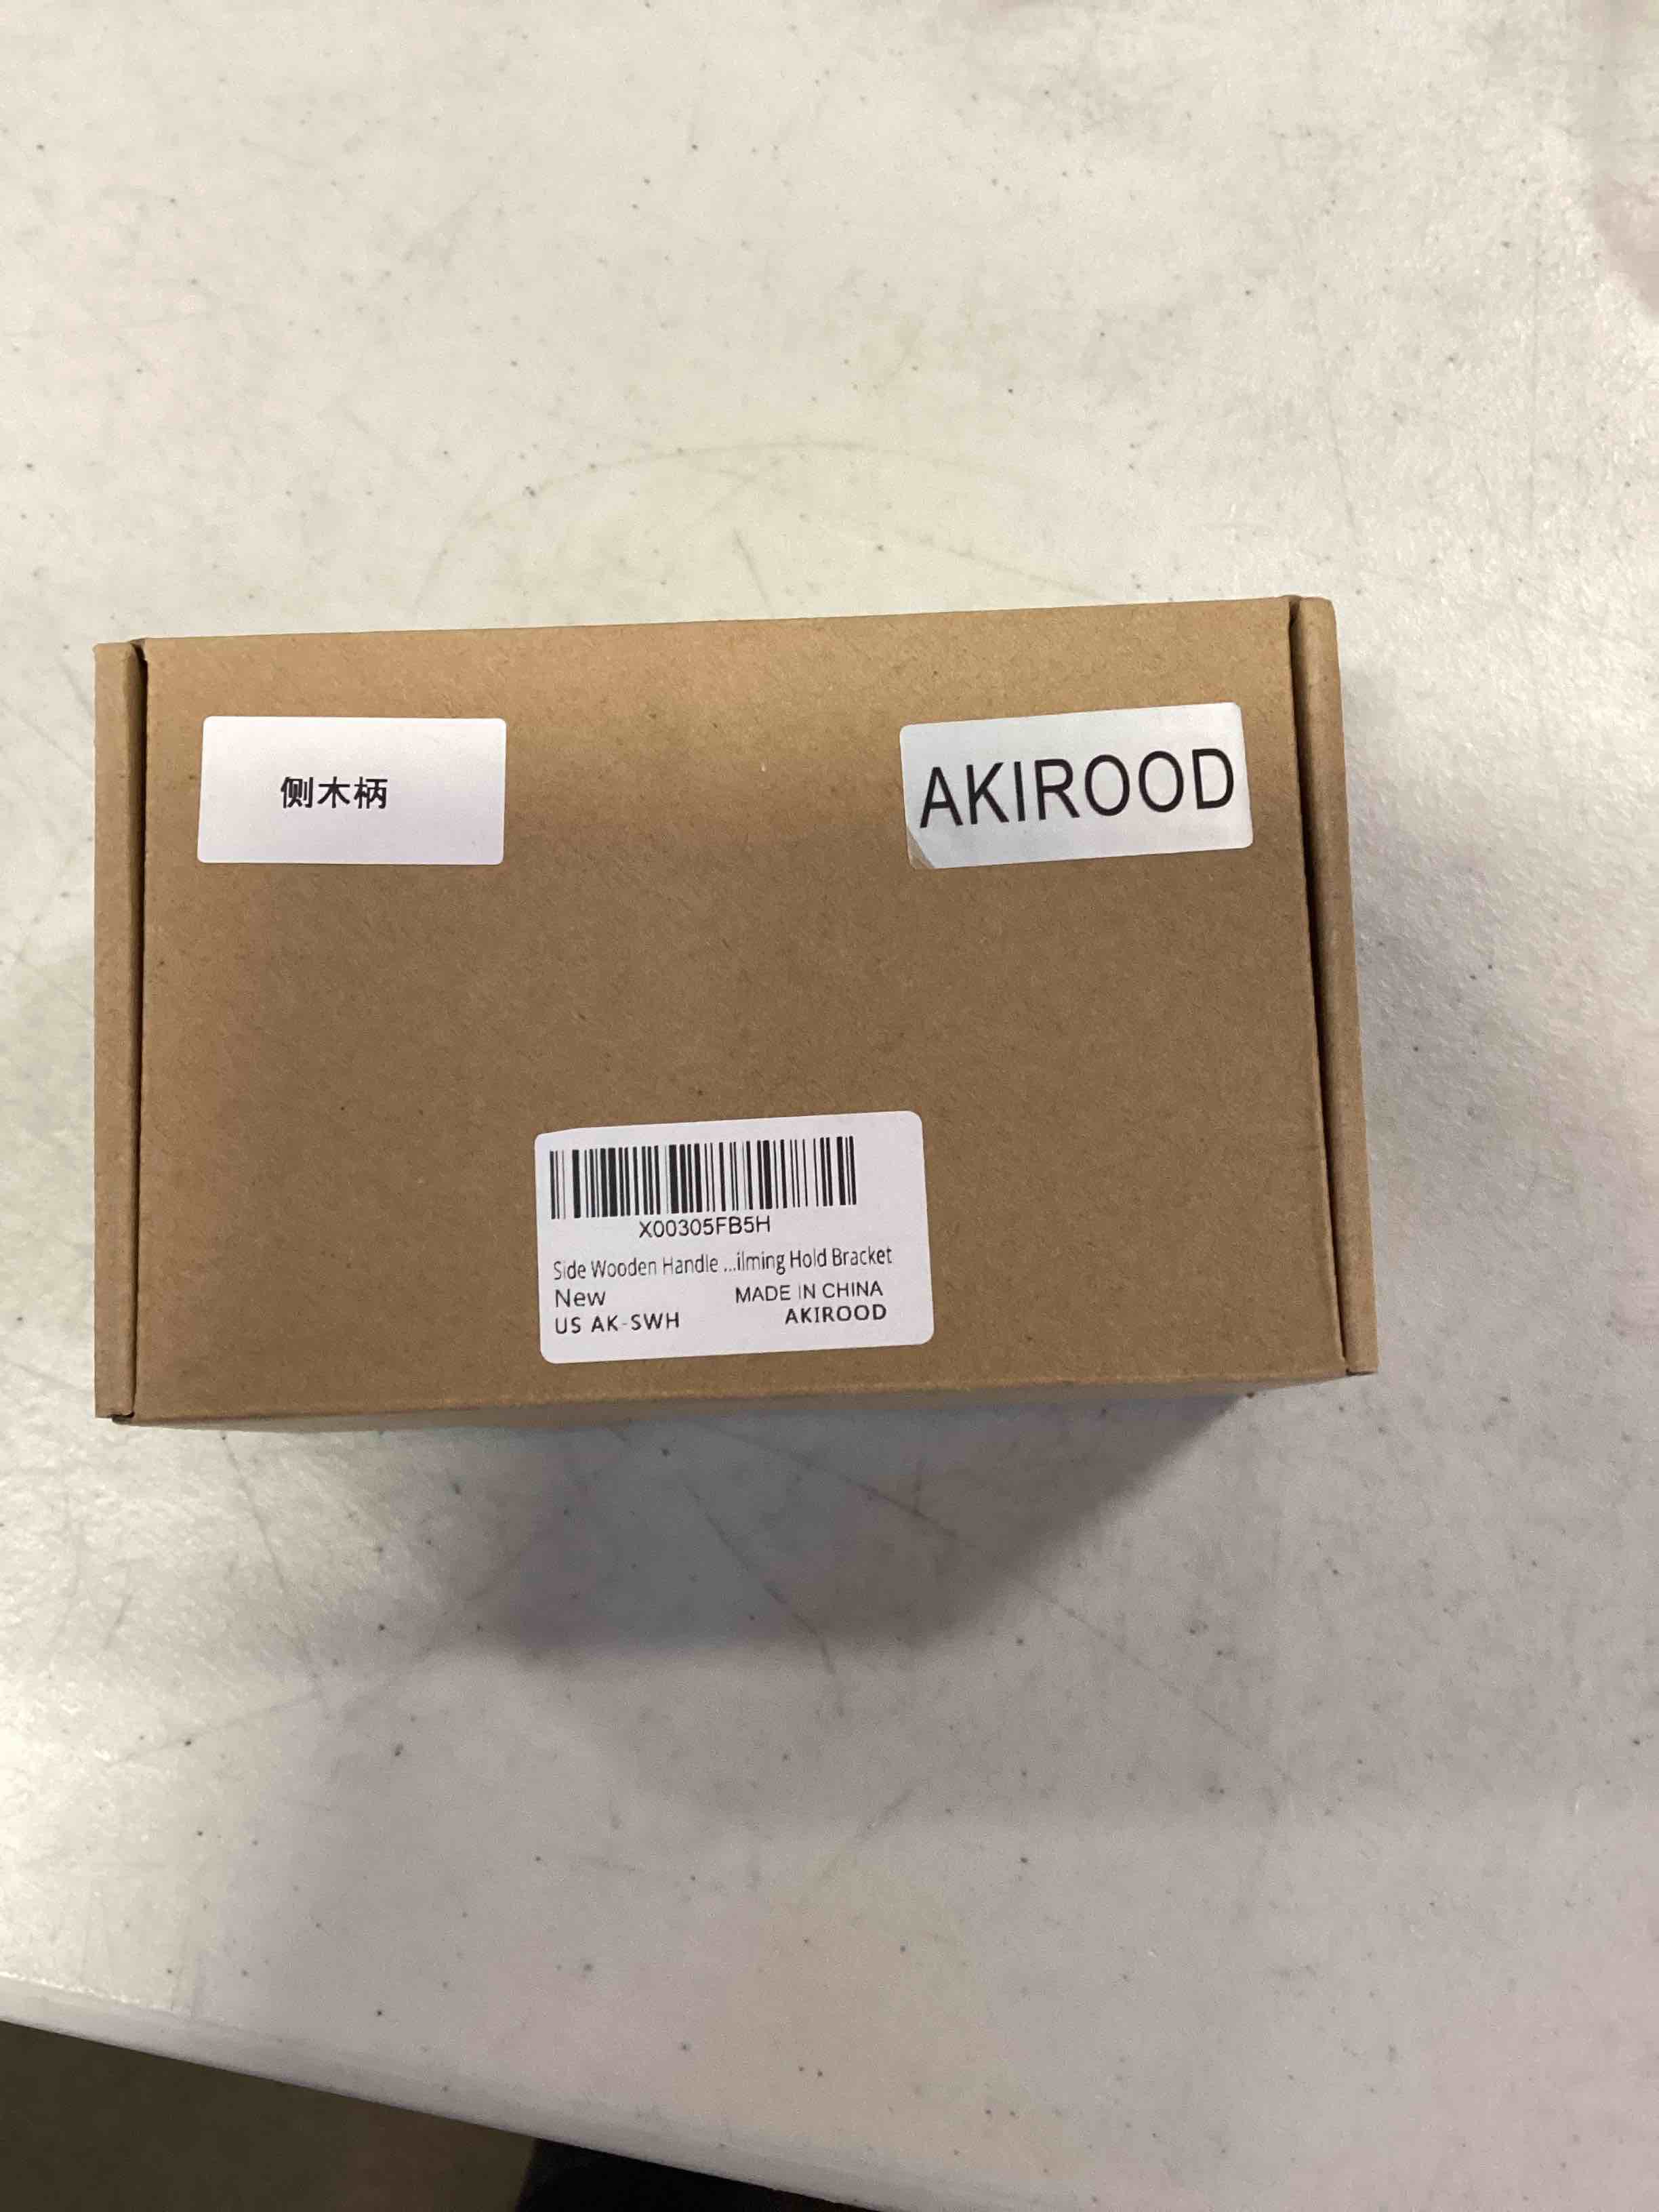 侧木柄
AKIROOD
X00305FB5H
Side Wooden Handle ...ilming Hold Bracket
New
MADE IN CHINA
US AK-SWH
AKIROOD